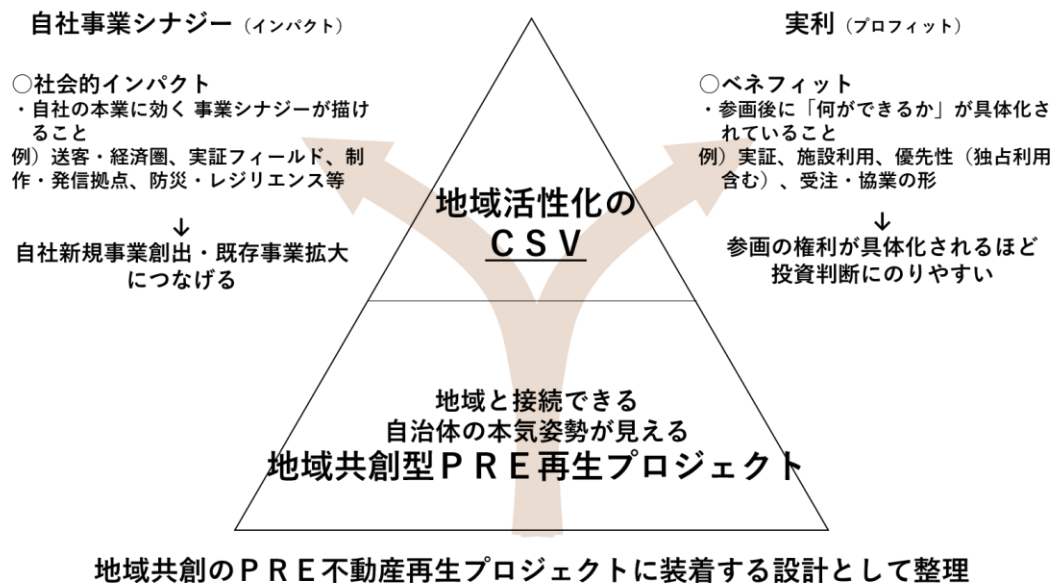 自社事業シナジー（インパクト）
○社会的インパクト
・自社の本業に効く 事業シナジーが描け
ること
例）送客・経済圏、実証フィールド、制
作・発信拠点、防災・レジリエンス等
↓
自社新規事業創出・既存事業拡大
につなげる
実利（プロフィット）
○ベネフィット
・参画後に「何ができるか」が具体化さ
れていること
例）実証、施設利用、優先性（独占利用
含む）、受注・協業の形
↓
参画の権利が具体化されるほど
投資判断にのりやすい
地域活性化の
ＣＳＶ
地域と接続できる
自治体の本気姿勢が見える
地域共創型ＰＲＥ再生プロジェクト
地域共創のＰＲＥ不動産再生プロジェクトに装着する設計として整理